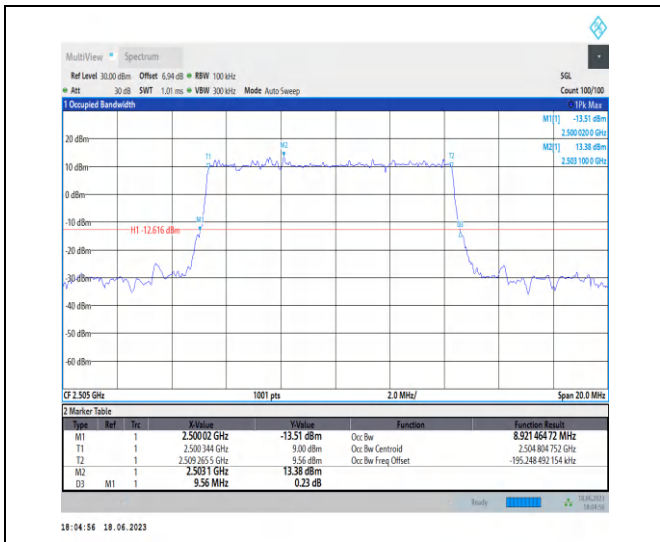 MultiView Spectrum
Ref Level 30.00 dBm Offset 6.94 dB RBW 100 kHz SGL
Att 30 dB SWT 1.01 ms VBW 300 kHz Mode Auto Sweep Count 100/100
1 Occupied Bandwidth 1Pk Max
M1[1] -13.51 dBm
2.500 020 0 GHz
M2[1] 13.38 dBm
2.503 100 0 GHz
20 dBm
M2
T1
T2
10 dBm
0 dBm
-10 dBm
M1
H1 -12.616 dBm
-20 dBm
-30 dBm
-40 dBm
-50 dBm
-60 dBm
CF 2.505 GHz 1001 pts 2.0 MHz/ Span 20.0 MHz
2 Marker Table
Type Ref Trc X-Value Y-Value Function Function Result
M1 1 2.500 02 GHz -13.51 dBm Occ Bw 8.921 464 72 MHz
T1 1 2.500 344 GHz 9.00 dBm Occ Bw Centroid 2.504 804 752 GHz
T2 1 2.509 265 5 GHz 9.56 dBm Occ Bw Freq Offset -195.248 492 154 kHz
M2 1 2.503 1 GHz 13.38 dBm
D3 M1 1 9.56 MHz 0.23 dB
Ready 18.06.2023
18:04:56
18:04:56 18.06.2023